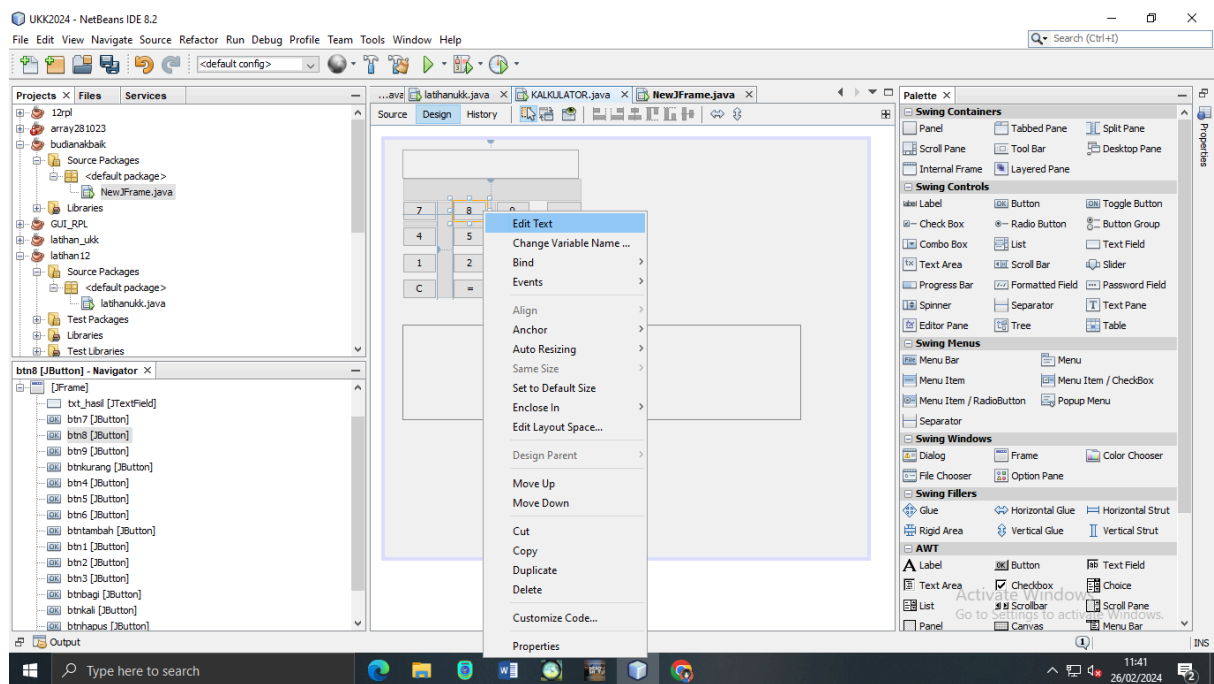 UKK2024 - NetBeans IDE 8.2
File Edit View Navigate Source Refactor Run Debug Profile Team Tools Window Help
Search (Ctrl+I)
<default config>
Projects × Files Services
12rpl
array281023
budianakbaik
Source Packages
<default package>
NewJFrame.java
Libraries
GUI_RPL
latihan_ukk
latihan12
Source Packages
<default package>
latihanukk.java
Test Packages
Libraries
Test Libraries
btn8 [JButton] - Navigator ×
[JFrame]
txt_hasil [JTextField]
btn7 [JButton]
btn8 [JButton]
btn9 [JButton]
btnkurang [JButton]
btn4 [JButton]
btn5 [JButton]
btn6 [JButton]
btntambah [JButton]
btn1 [JButton]
btn2 [JButton]
btn3 [JButton]
btnbagi [JButton]
btnkali [JButton]
btnhapus [JButton]
Output
...ava latihanukk.java × KALKULATOR.java × NewJFrame.java ×
Source Design History
7 8 9
4 5
1 2
C =
Edit Text
Change Variable Name ...
Bind
Events
Align
Anchor
Auto Resizing
Same Size
Set to Default Size
Enclose In
Edit Layout Space...
Design Parent
Move Up
Move Down
Cut
Copy
Duplicate
Delete
Customize Code...
Properties
Palette ×
Swing Containers
Panel Tabbed Pane Split Pane
Scroll Pane Tool Bar Desktop Pane
Internal Frame Layered Pane
Swing Controls
label Label OK Button ON Toggle Button
Check Box Radio Button Button Group
Combo Box List Text Field
Text Area Scroll Bar Slider
Progress Bar Formatted Field Password Field
Spinner Separator Text Pane
Editor Pane Tree Table
Swing Menus
Menu Bar Menu
Menu Item Menu Item / CheckBox
Menu Item / RadioButton Popup Menu
Separator
Swing Windows
Dialog Frame Color Chooser
File Chooser Option Pane
Swing Fillers
Glue Horizontal Glue Horizontal Strut
Rigid Area Vertical Glue Vertical Strut
AWT
A Label OK Button Text Field
Text Area Checkbox Choice
List Scrollbar Scroll Pane
Panel Canvas Menu Bar
Properties
Activate Windows
Go to Settings to activate Windows.
1 INS
Type here to search
11:41
26/02/2024
2